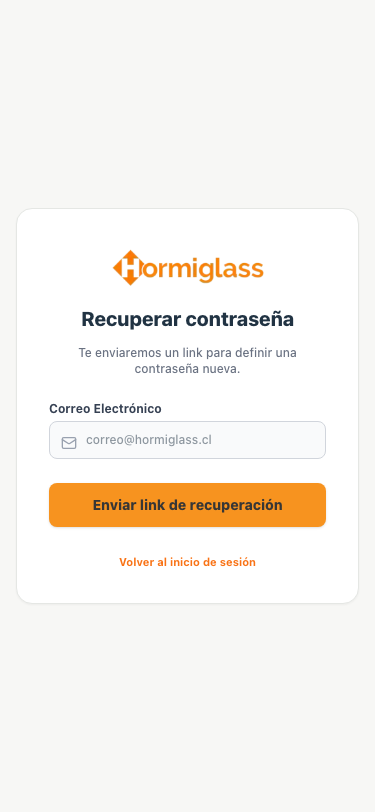 Hormiglass
Recuperar contraseña
Te enviaremos un link para definir una
contraseña nueva.
Correo Electrónico
correo@hormiglass.cl
Enviar link de recuperación
Volver al inicio de sesión